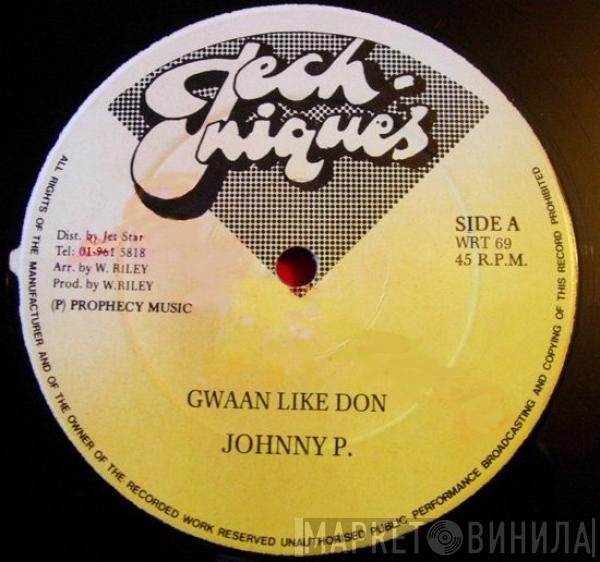 Tech-
niques
Dist. by Jet Star
Tel: 01-961 5818
Arr. by W. RILEY
Prod. by W.RILEY
(P) PROPHECY MUSIC
SIDE A
WRT 69
45 R.P.M.
GWAAN LIKE DON
JOHNNY P.
ALL RIGHTS OF THE MANUFACTURER AND OF THE OWNER OF THE RECORDED WORK RESERVED UNAUTHORISED PUBLIC PERFORMANCE BROADCASTING AND COPYING OF THIS RECORD PROHIBITED
МАРКЕТ ВИНИЛА